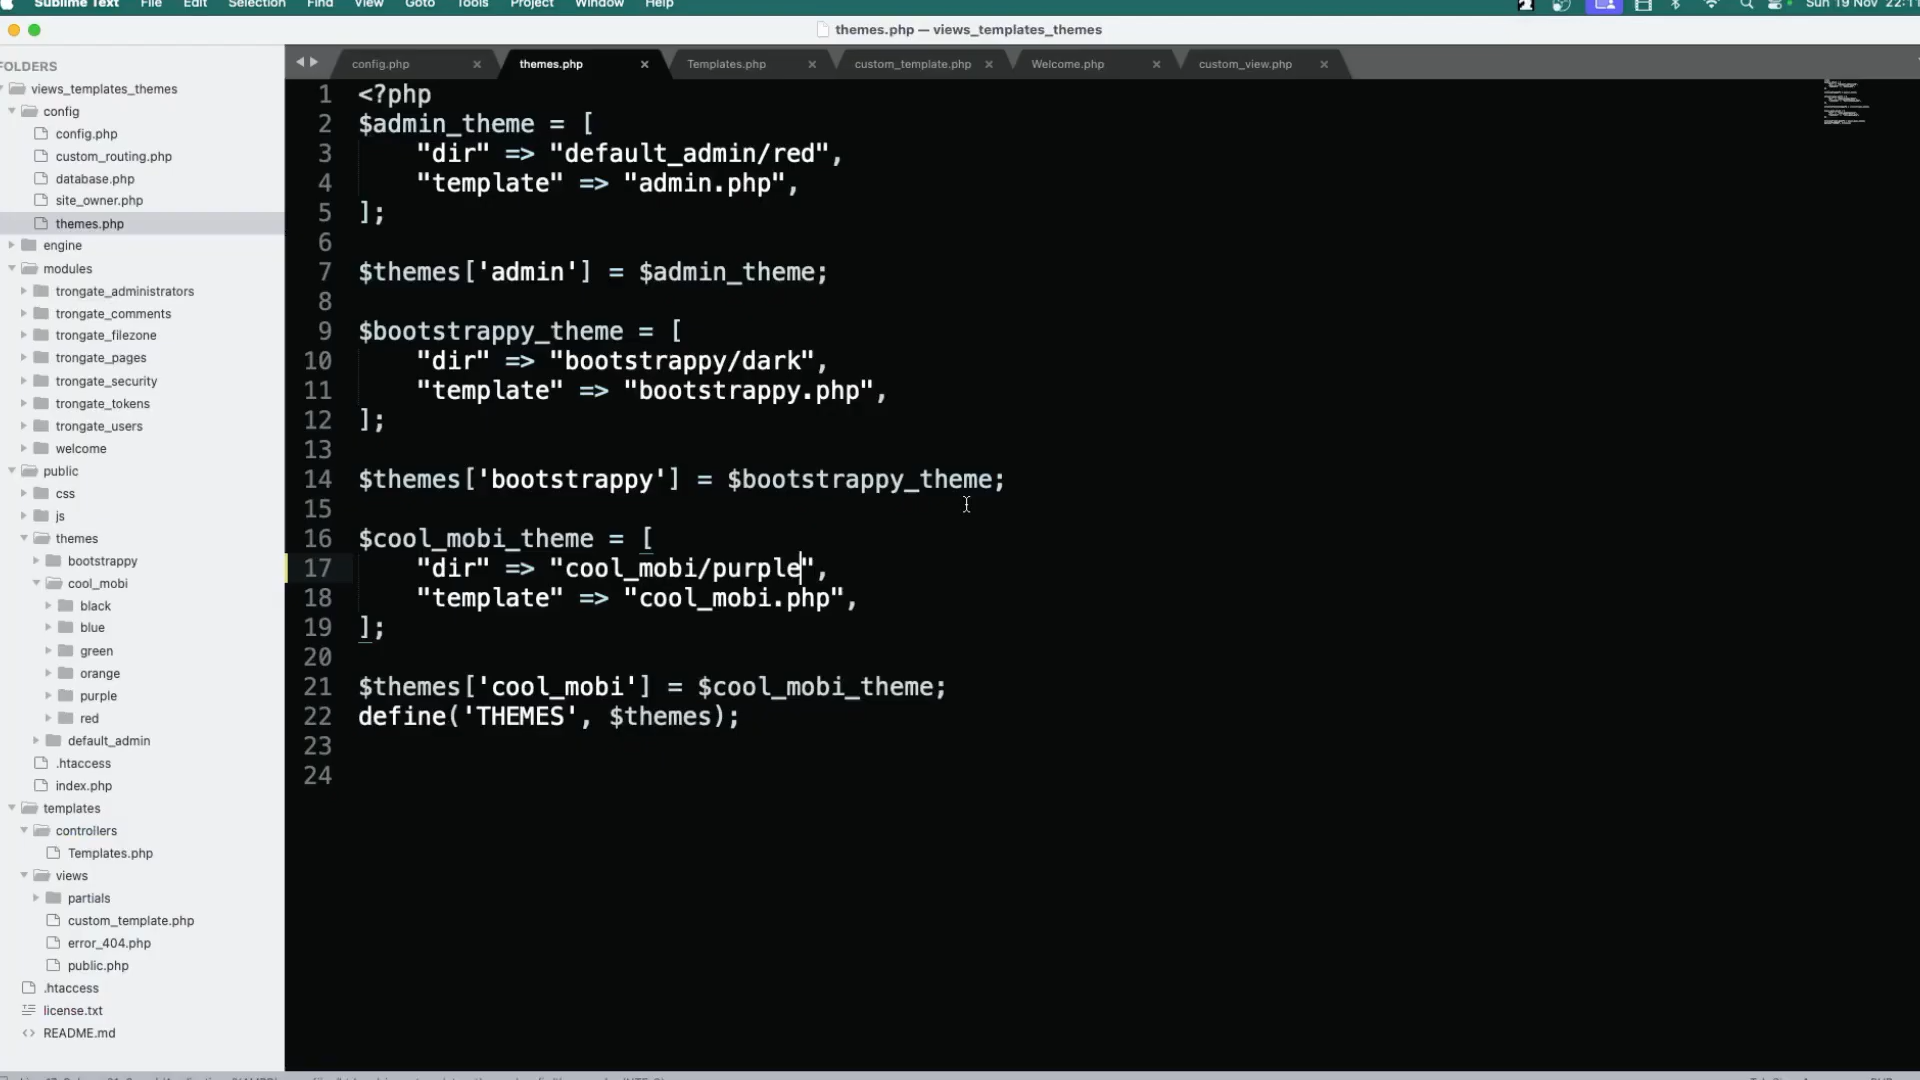 Sublime Text File Edit Selection Find View Goto Tools Project Window Help Sun 19 Nov 22:11
themes.php — views_templates_themes
FOLDERS
views_templates_themes
config
config.php
custom_routing.php
database.php
site_owner.php
themes.php
engine
modules
trongate_administrators
trongate_comments
trongate_filezone
trongate_pages
trongate_security
trongate_tokens
trongate_users
welcome
public
css
js
themes
bootstrappy
cool_mobi
black
blue
green
orange
purple
red
default_admin
.htaccess
index.php
templates
controllers
Templates.php
views
partials
custom_template.php
error_404.php
public.php
.htaccess
license.txt
README.md
config.php themes.php Templates.php custom_template.php Welcome.php custom_view.php
1 <?php
2 $admin_theme = [
3 "dir" => "default_admin/red",
4 "template" => "admin.php",
5 ];
6
7 $themes['admin'] = $admin_theme;
8
9 $bootstrappy_theme = [
10 "dir" => "bootstrappy/dark",
11 "template" => "bootstrappy.php",
12 ];
13
14 $themes['bootstrappy'] = $bootstrappy_theme;
15
16 $cool_mobi_theme = [
17 "dir" => "cool_mobi/purple",
18 "template" => "cool_mobi.php",
19 ];
20
21 $themes['cool_mobi'] = $cool_mobi_theme;
22 define('THEMES', $themes);
23
24